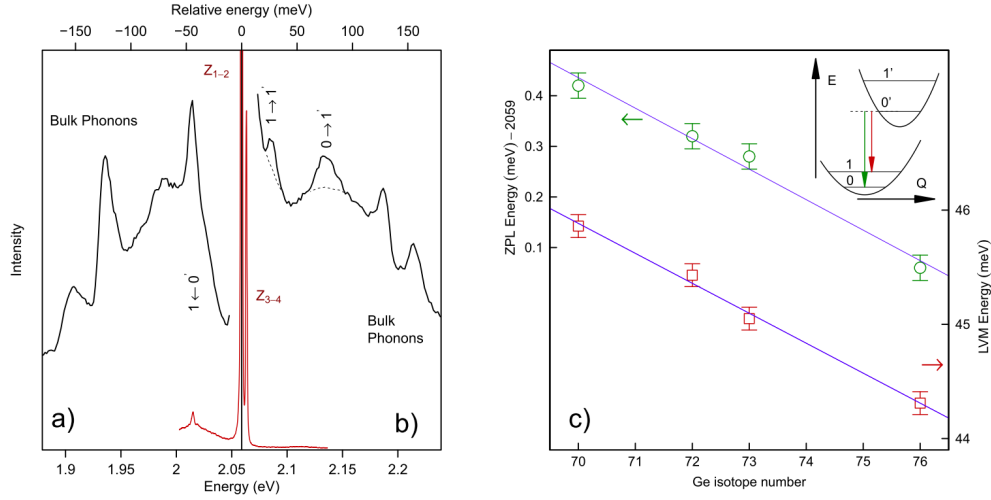 Relative energy (meV)
−150 −100 −50 0 50 100 150
Z1–2
1→1'
0→1'
Bulk Phonons
1←0'
Z3–4
Bulk
Phonons
Intensity
a)
b)
1.9 1.95 2 2.05 2.1 2.15 2.2
Energy (eV)
ZPL Energy (meV) − 2059
0.4
0.3
0.2
0.1
E
1'
0'
1
0
Q
46
45
44
LVM Energy (meV)
c)
70 71 72 73 74 75 76
Ge isotope number